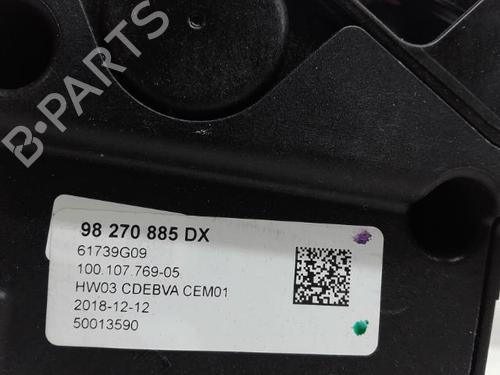 B-PARTS
98 270 885 DX
61739G09
100.107.769-05
HW03 CDEBVA CEM01
2018-12-12
50013590